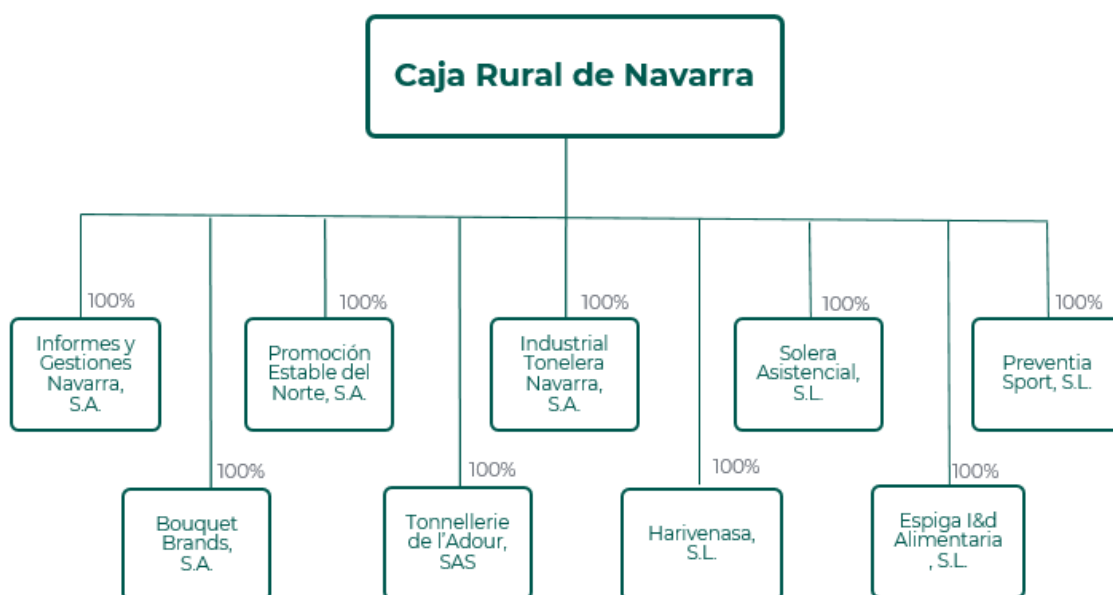 Caja Rural de Navarra
100%
Informes y
Gestiones
Navarra,
S.A.
100%
Promoción
Estable del
Norte, S.A.
100%
Industrial
Tonelera
Navarra,
S.A.
100%
Solera
Asistencial,
S.L.
100%
Preventia
Sport, S.L.
100%
Bouquet
Brands,
S.A.
100%
Tonnellerie
de l'Adour,
SAS
100%
Harivenasa,
S.L.
100%
Espiga I&d
Alimentaria
, S.L.